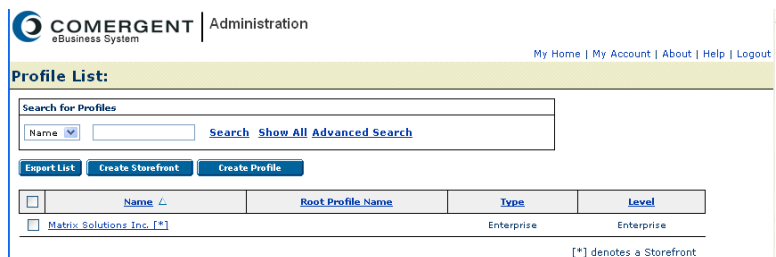 COMERGENT Administration
eBusiness System
My Home | My Account | About | Help | Logout
Profile List:
Search for Profiles
Name Search Show All Advanced Search
Export List Create Storefront Create Profile
Name Root Profile Name Type Level
Matrix Solutions Inc. [*] Enterprise Enterprise
[*] denotes a Storefront